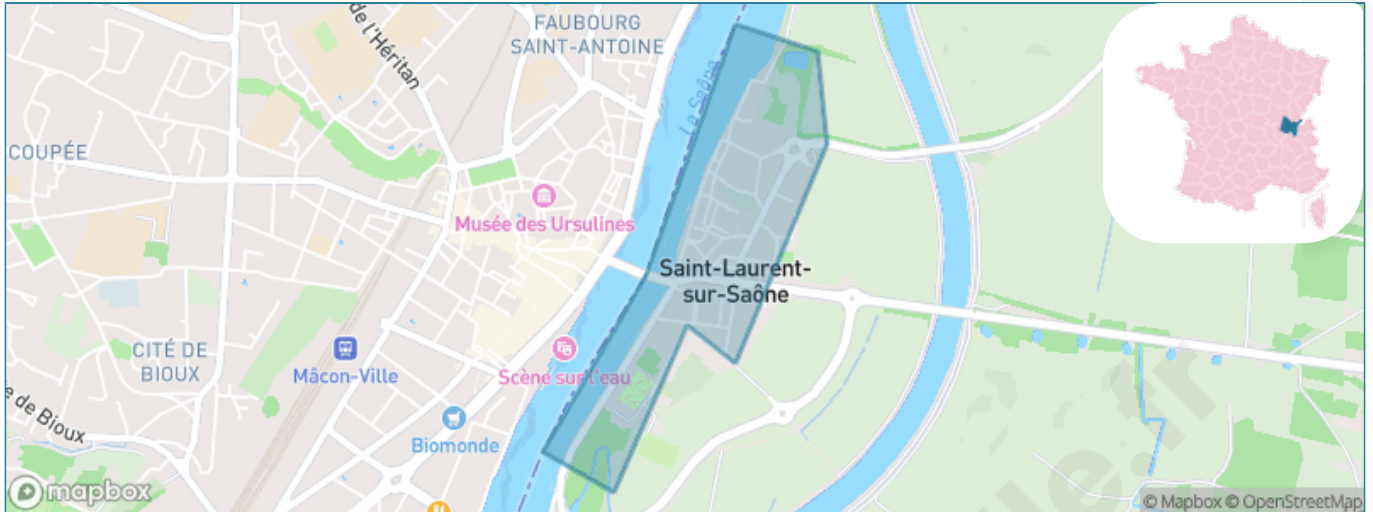 de l'Héritan
FAUBOURG
SAINT-ANTOINE
La Saône
COUPÉE
Musée des Ursulines
Saint-Laurent-
sur-Saône
CITÉ DE
BIOUX
Mâcon-Ville
Scène sur l'eau
e de Bioux
Biomonde
mapbox
© Mapbox © OpenStreetMap